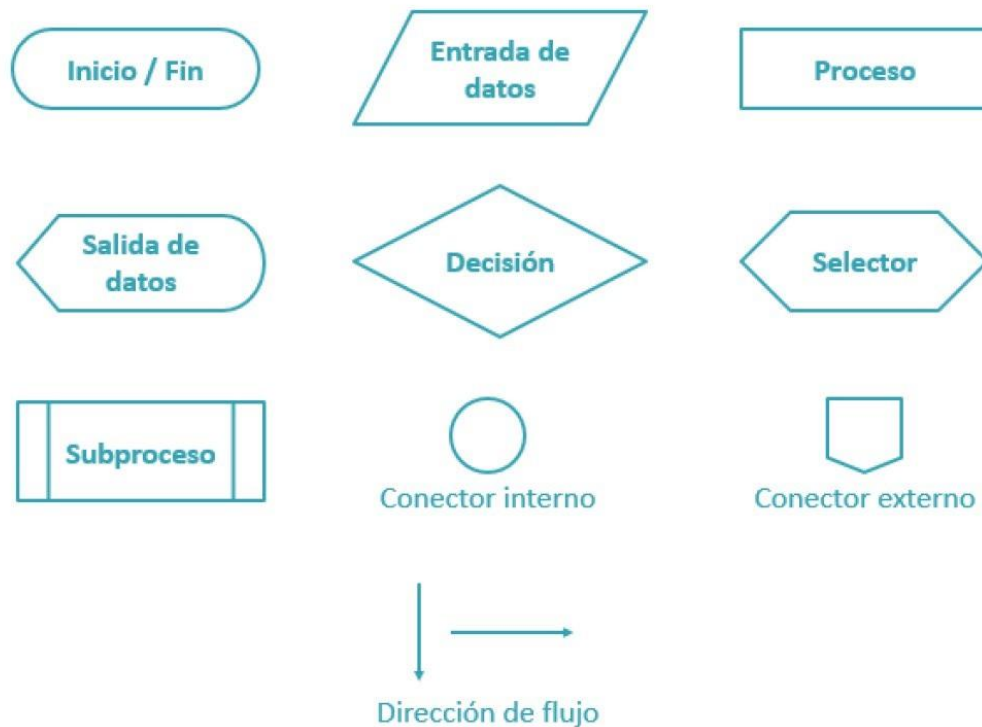 Inicio / Fin
Entrada de
datos
Proceso
Salida de
datos
Decisión
Selector
Subproceso
Conector interno
Conector externo
Dirección de flujo